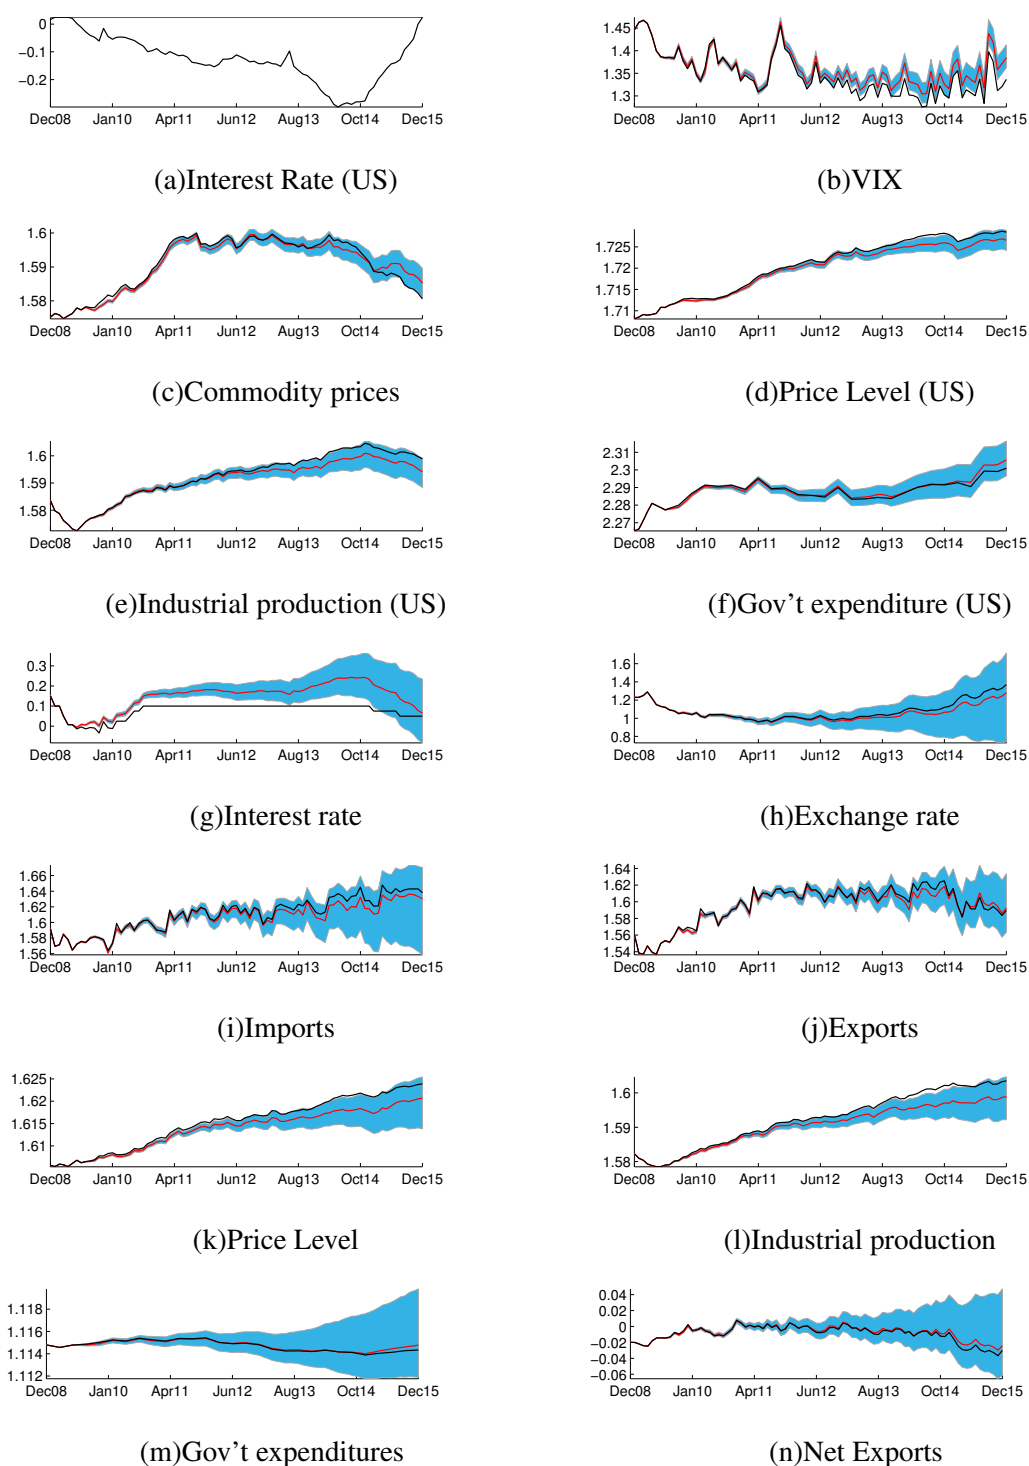 0
−0.1
−0.2
Dec08 Jan10 Apr11 Jun12 Aug13 Oct14 Dec15
(a)Interest Rate (US)
1.45
1.4
1.35
1.3
Dec08 Jan10 Apr11 Jun12 Aug13 Oct14 Dec15
(b)VIX
1.6
1.59
1.58
Dec08 Jan10 Apr11 Jun12 Aug13 Oct14 Dec15
(c)Commodity prices
1.725
1.72
1.715
1.71
Dec08 Jan10 Apr11 Jun12 Aug13 Oct14 Dec15
(d)Price Level (US)
1.6
1.59
1.58
Dec08 Jan10 Apr11 Jun12 Aug13 Oct14 Dec15
(e)Industrial production (US)
2.31
2.3
2.29
2.28
2.27
Dec08 Jan10 Apr11 Jun12 Aug13 Oct14 Dec15
(f)Gov’t expenditure (US)
0.3
0.2
0.1
0
Dec08 Jan10 Apr11 Jun12 Aug13 Oct14 Dec15
(g)Interest rate
1.6
1.4
1.2
1
0.8
Dec08 Jan10 Apr11 Jun12 Aug13 Oct14 Dec15
(h)Exchange rate
1.66
1.64
1.62
1.6
1.58
1.56
Dec08 Jan10 Apr11 Jun12 Aug13 Oct14 Dec15
(i)Imports
1.64
1.62
1.6
1.58
1.56
1.54
Dec08 Jan10 Apr11 Jun12 Aug13 Oct14 Dec15
(j)Exports
1.625
1.62
1.615
1.61
Dec08 Jan10 Apr11 Jun12 Aug13 Oct14 Dec15
(k)Price Level
1.6
1.59
1.58
Dec08 Jan10 Apr11 Jun12 Aug13 Oct14 Dec15
(l)Industrial production
1.118
1.116
1.114
1.112
Dec08 Jan10 Apr11 Jun12 Aug13 Oct14 Dec15
(m)Gov’t expenditures
0.04
0.02
0
−0.02
−0.04
−0.06
Dec08 Jan10 Apr11 Jun12 Aug13 Oct14 Dec15
(n)Net Exports